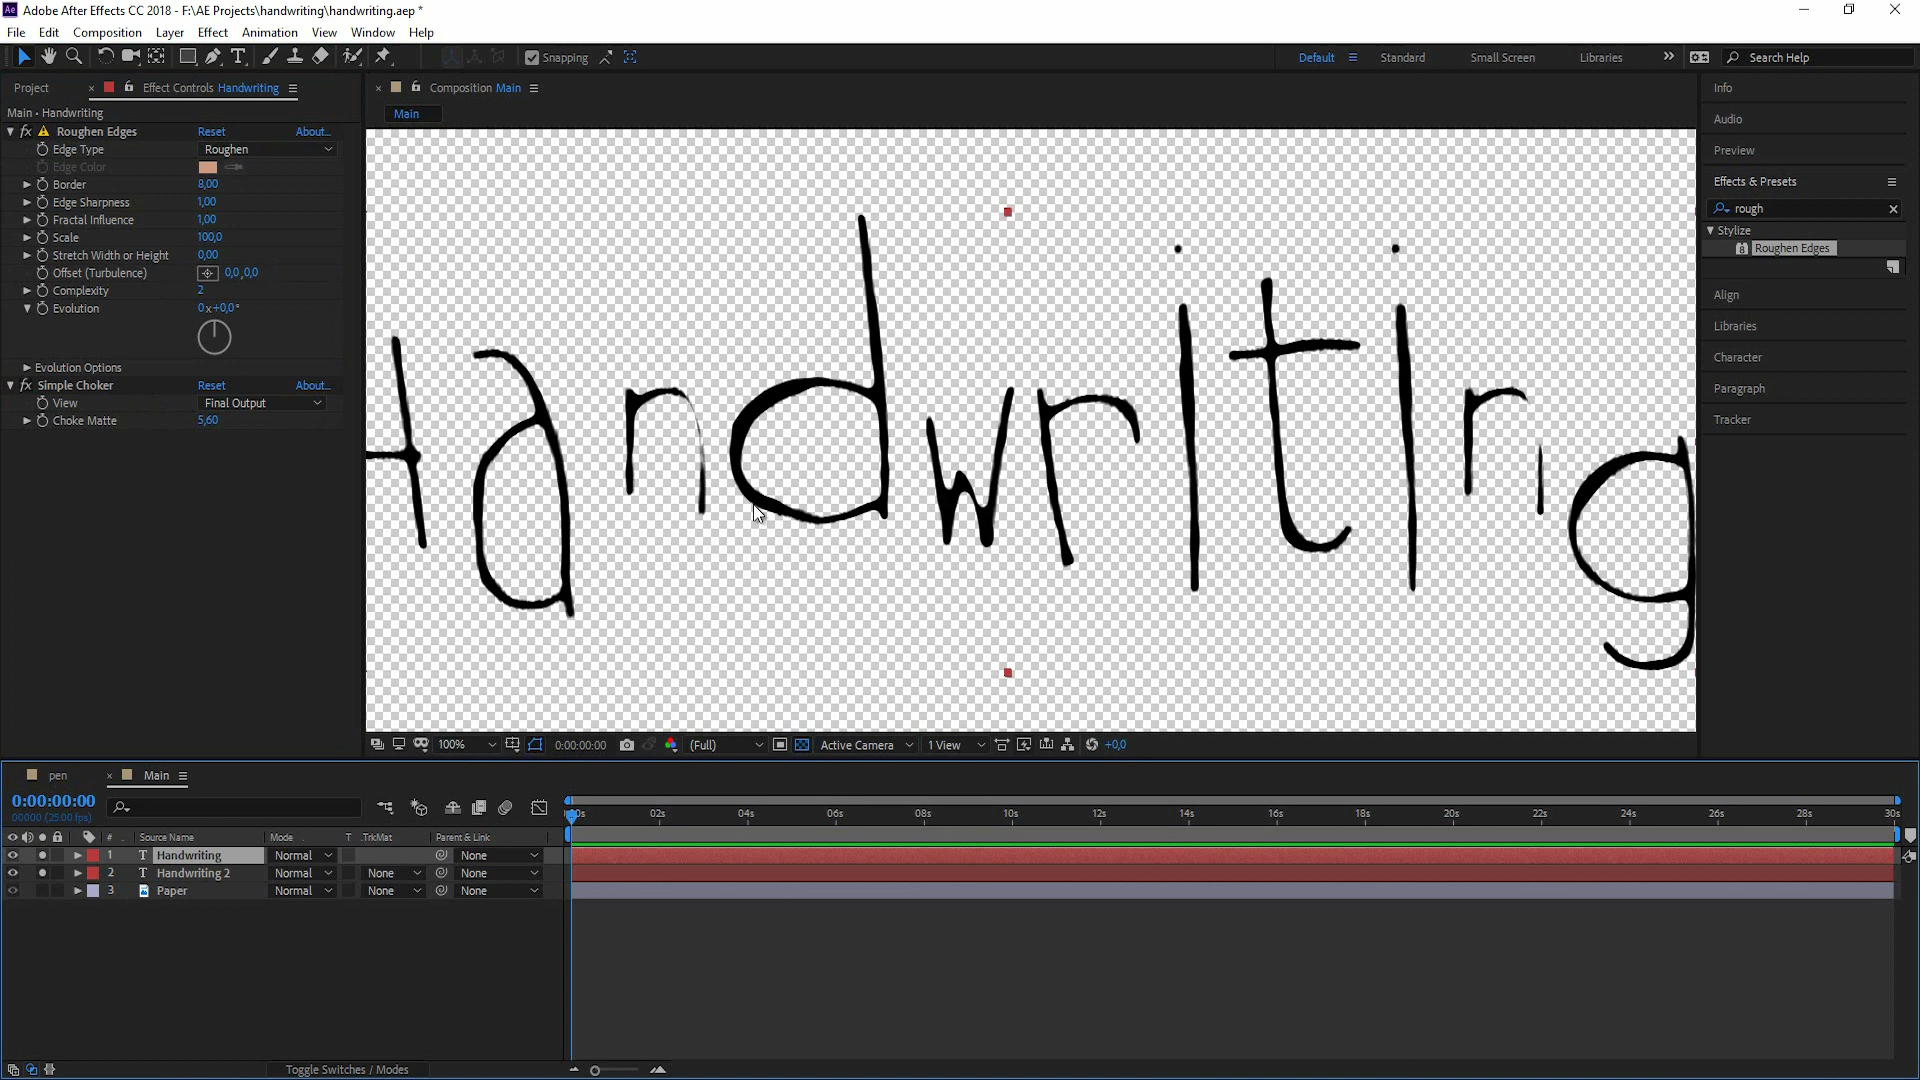 Adobe After Effects CC 2018 - F:\AE Projects\handwriting\handwriting.aep *
File Edit Composition Layer Effect Animation View Window Help
Snapping Default Standard Small Screen Libraries Search Help
Project Effect Controls Handwriting
Main • Handwriting
fx Roughen Edges Reset About...
Edge Type Roughen
Edge Color
Border 8,00
Edge Sharpness 1,00
Fractal Influence 1,00
Scale 100,0
Stretch Width or Height 0,00
Offset (Turbulence) 0,0,0,0
Complexity 2
Evolution 0x+0,0°
Evolution Options
fx Simple Choker Reset About...
View Final Output
Choke Matte 5,60
Composition Main
Main
Handwriting
100% 0:00:00:00 (Full) Active Camera 1 View +0,0
Info
Audio
Preview
Effects & Presets
rough
Stylize
Roughen Edges
Align
Libraries
Character
Paragraph
Tracker
pen Main
0:00:00:00
00000 (25.00 fps)
# Source Name Mode T .TrkMat Parent & Link
1 T Handwriting Normal None
2 T Handwriting 2 Normal None None
3 Paper Normal None None
02s 04s 06s 08s 10s 12s 14s 16s 18s 20s 22s 24s 26s 28s 30s
Toggle Switches / Modes